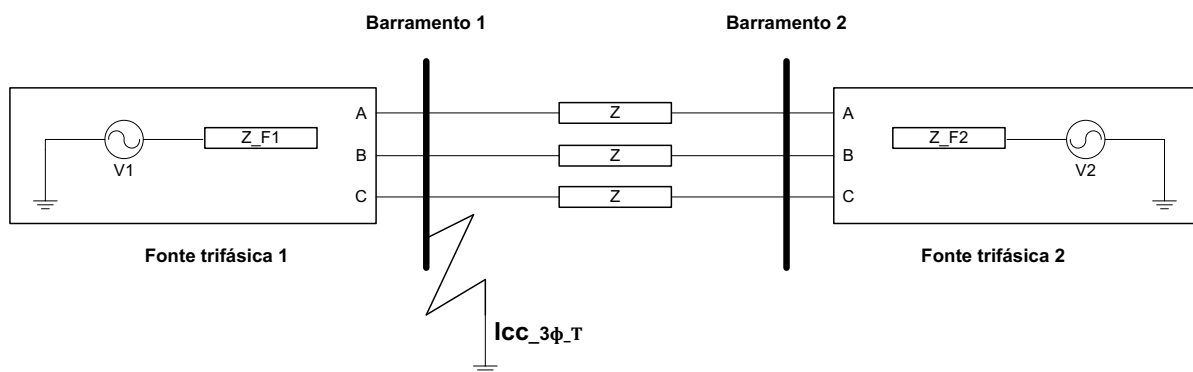 Barramento 1
Barramento 2
A
Z
A
Z_F1
Z_F2
V1
B
Z
B
V2
C
Z
C
Fonte trifásica 1
Fonte trifásica 2
Icc_3ϕ_T